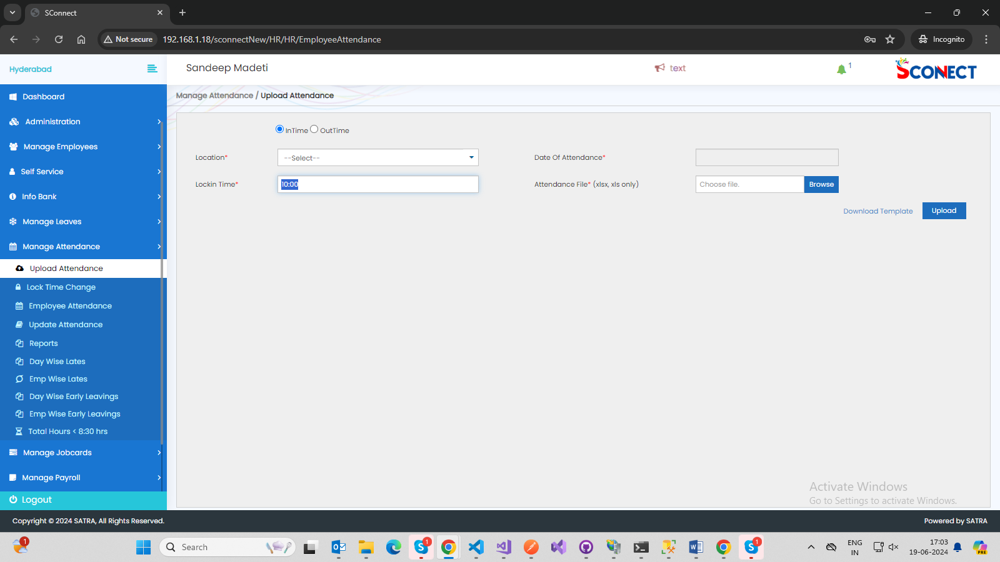 SConnect
Not secure
192.168.1.18/sconnectNew/HR/HR/EmployeeAttendance
Incognito
Hyderabad
Sandeep Madeti
text
1
SCONNECT
Manage Attendance / Upload Attendance
Dashboard
Administration
Manage Employees
Self Service
Info Bank
Manage Leaves
Manage Attendance
Upload Attendance
Lock Time Change
Employee Attendance
Update Attendance
Reports
Day Wise Lates
Emp Wise Lates
Day Wise Early Leavings
Emp Wise Early Leavings
Total Hours < 8:30 hrs
Manage Jobcards
Manage Payroll
Logout
InTime OutTime
Location* --Select-- Date Of Attendance*
Lockin Time* 10:00 Attendance File* (xlsx, xls only) Choose file. Browse
Download Template Upload
Activate Windows
Go to Settings to activate Windows.
Copyright © 2024 SATRA, All Rights Reserved. Powered by SATRA
1
Search
1
1
ENG
IN
17:03
19-06-2024
PRE